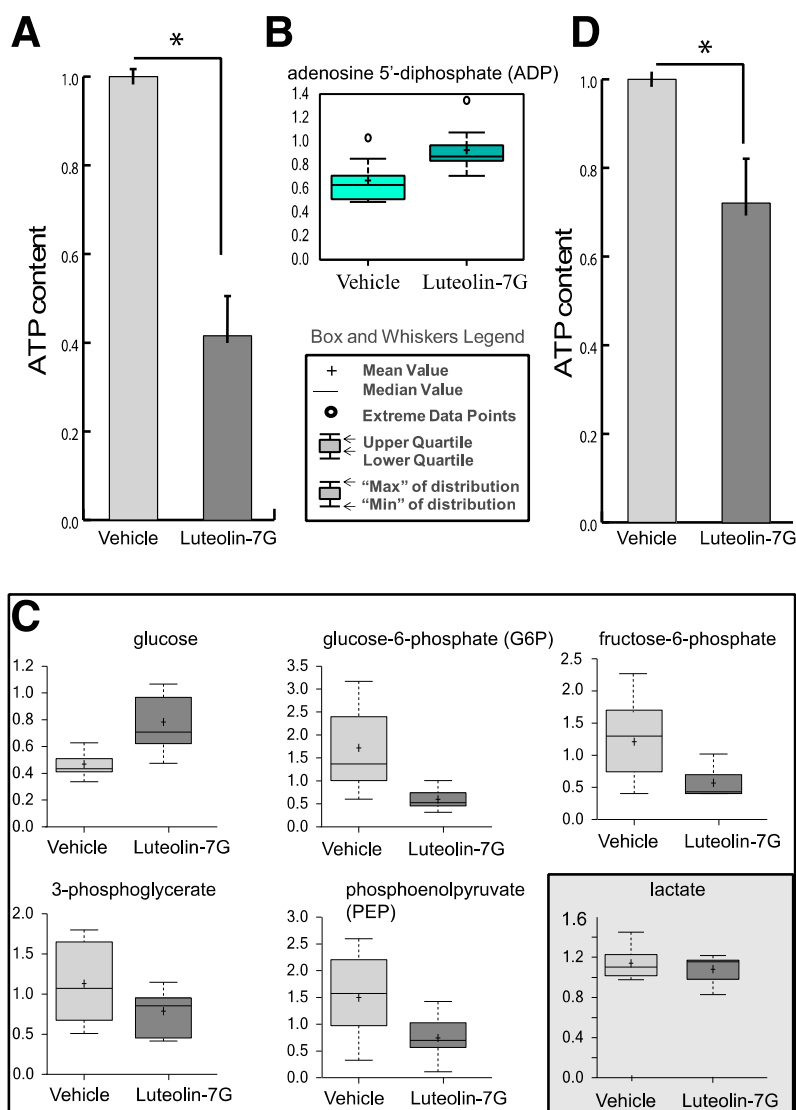 A
*
ATP content
1.0
0.8
0.6
0.4
0.2
0.0
Vehicle Luteolin-7G
B
adenosine 5'-diphosphate (ADP)
1.4
1.2
1.0
0.8
0.6
0.4
0.2
0.0
Vehicle Luteolin-7G
Box and Whiskers Legend
+ Mean Value
— Median Value
o Extreme Data Points
Upper Quartile
Lower Quartile
“Max” of distribution
“Min” of distribution
D
*
ATP content
1.0
0.8
0.6
0.4
0.2
0.0
Vehicle Luteolin-7G
C
glucose
1.2
1.0
0.8
0.6
0.4
0.2
0.0
Vehicle Luteolin-7G
glucose-6-phosphate (G6P)
3.5
3.0
2.5
2.0
1.5
1.0
0.5
0.0
Vehicle Luteolin-7G
fructose-6-phosphate
2.5
2.0
1.5
1.0
0.5
0.0
Vehicle Luteolin-7G
3-phosphoglycerate
2.0
1.5
1.0
0.5
0.0
Vehicle Luteolin-7G
phosphoenolpyruvate
(PEP)
3.0
2.5
2.0
1.5
1.0
0.5
0.0
Vehicle Luteolin-7G
lactate
1.6
1.2
0.8
0.4
0.0
Vehicle Luteolin-7G